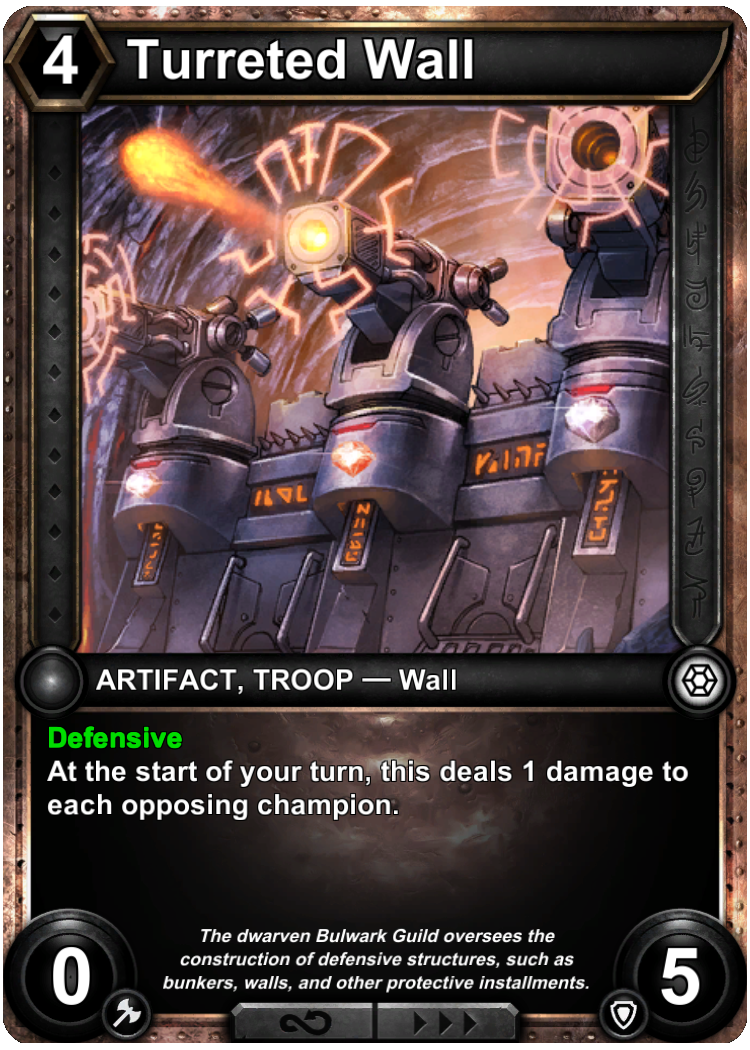 4
Turreted Wall
ARTIFACT, TROOP — Wall
Defensive
At the start of your turn, this deals 1 damage to
each opposing champion.
The dwarven Bulwark Guild oversees the
construction of defensive structures, such as
bunkers, walls, and other protective installments.
0
5